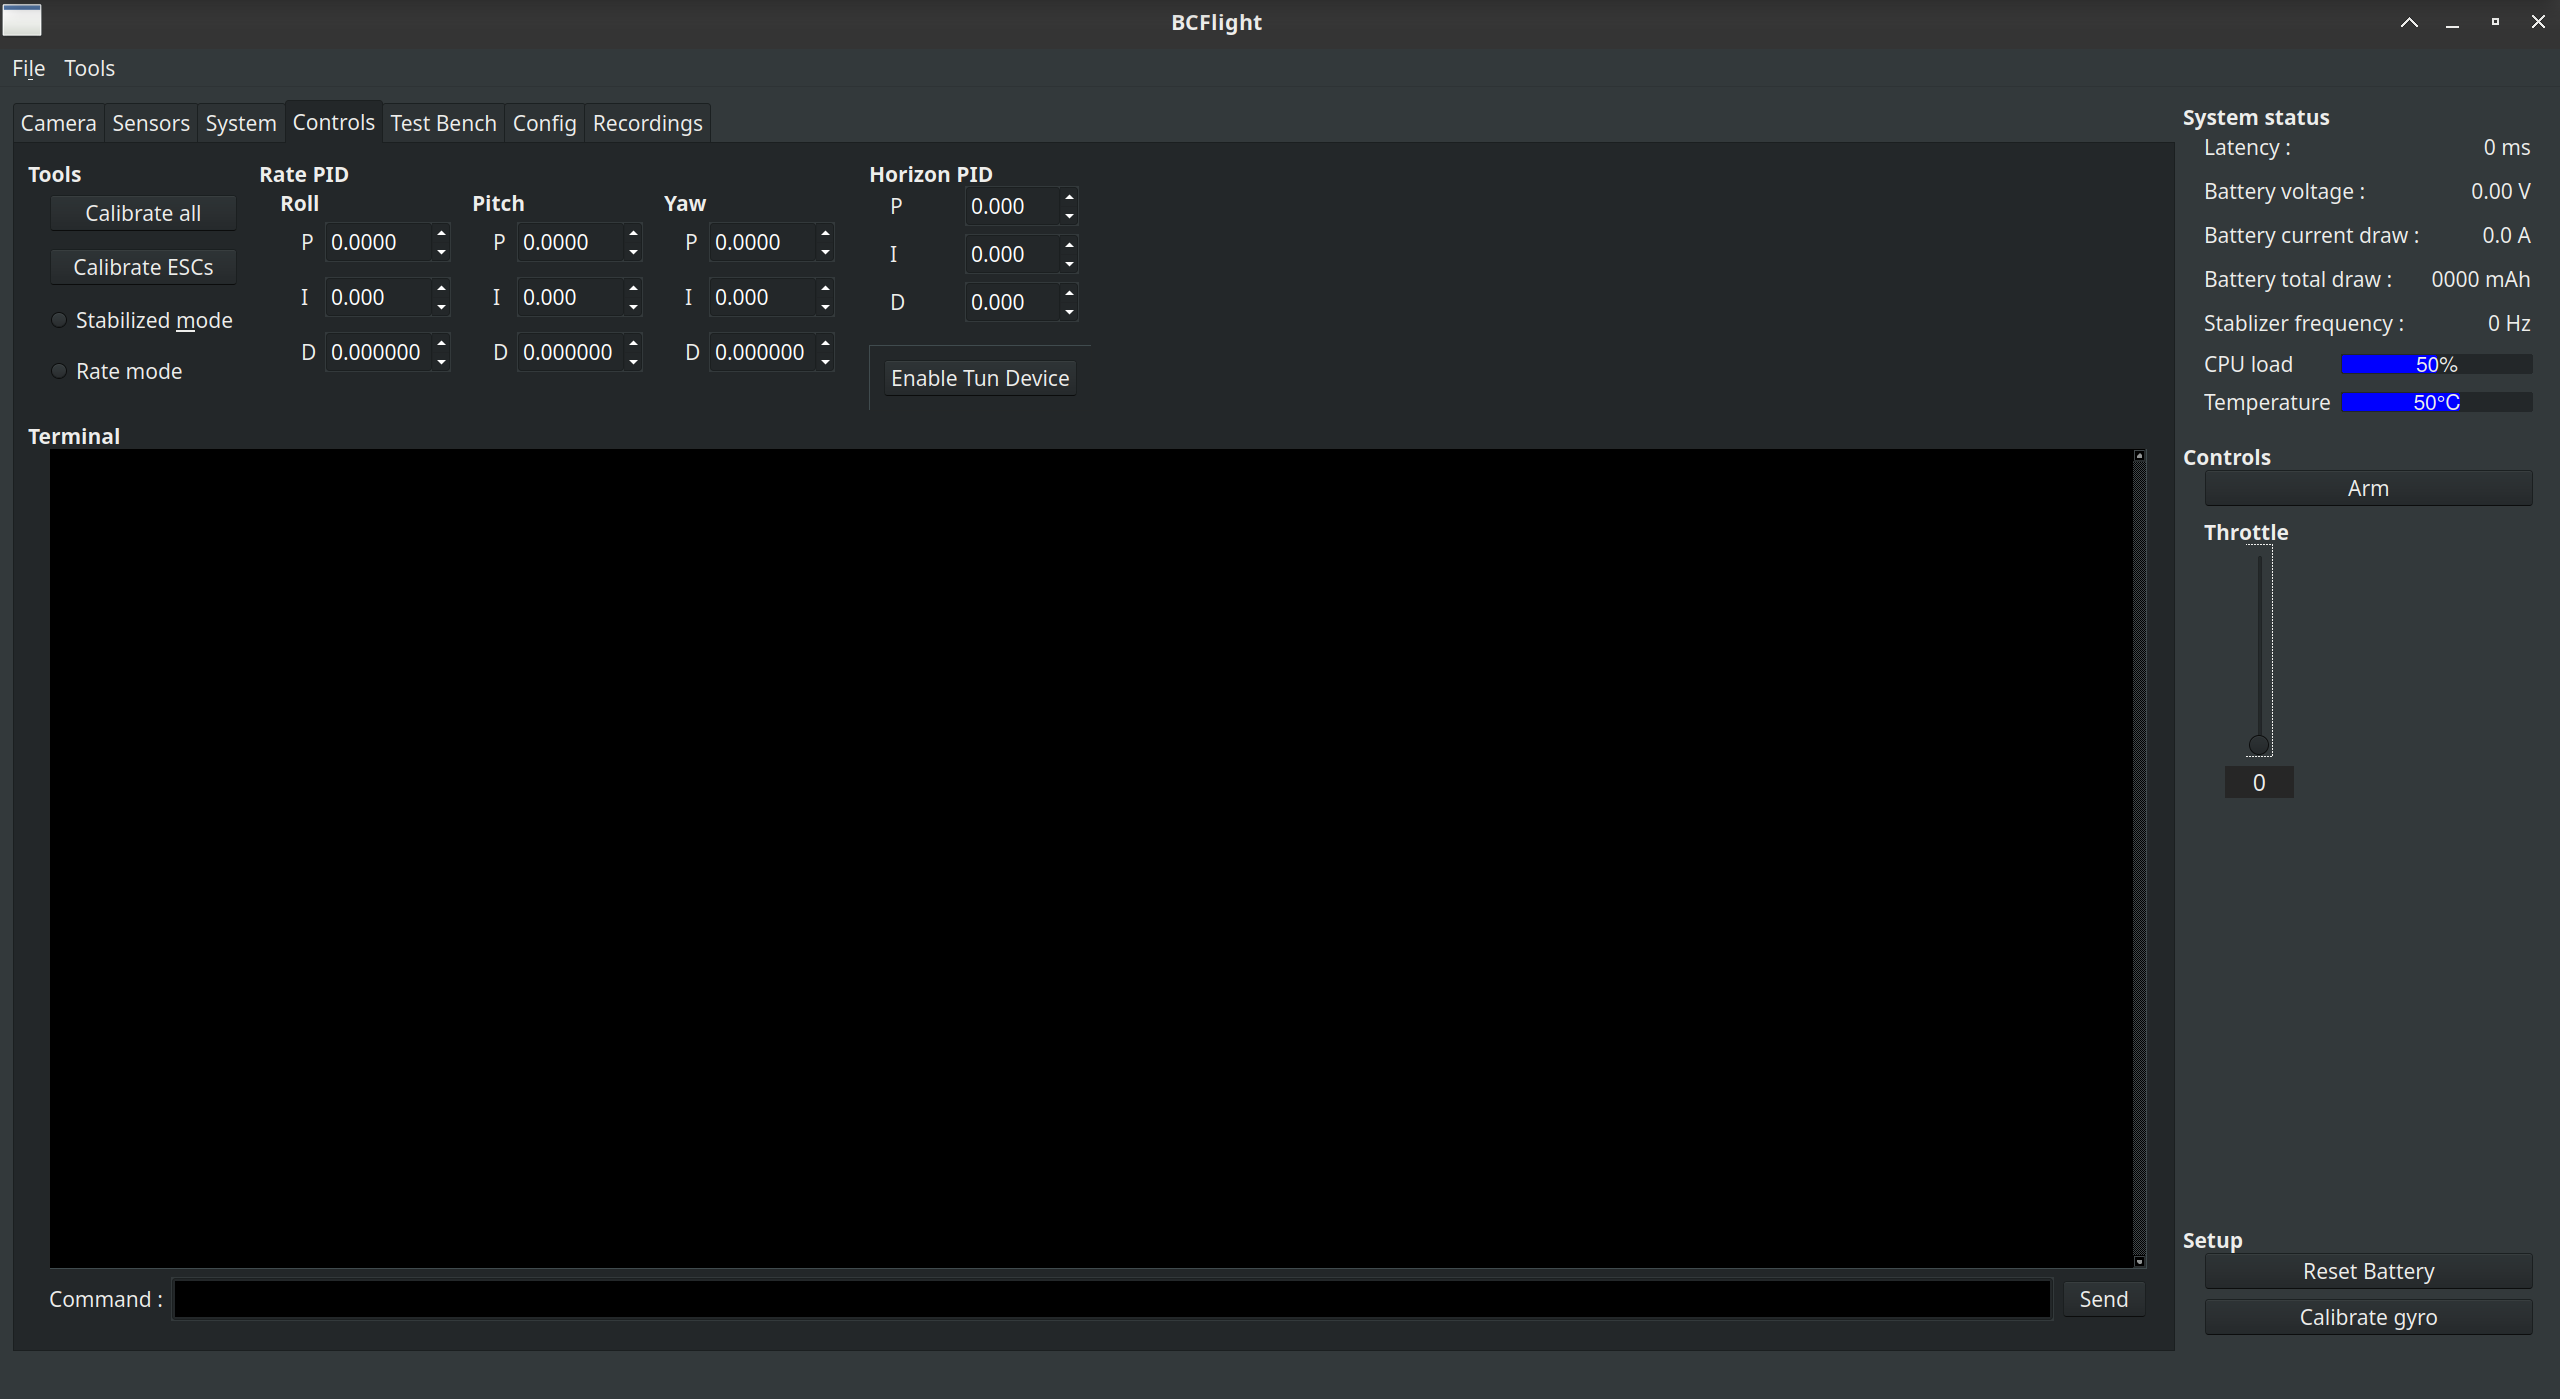 BCFlight
File Tools
Camera Sensors System Controls Test Bench Config Recordings
Tools
Calibrate all
Calibrate ESCs
Stabilized mode
Rate mode
Rate PID
Roll
P 0.0000
I 0.000
D 0.000000
Pitch
P 0.0000
I 0.000
D 0.000000
Yaw
P 0.0000
I 0.000
D 0.000000
Horizon PID
P 0.000
I 0.000
D 0.000
Enable Tun Device
Terminal
Command :
Send
System status
Latency : 0 ms
Battery voltage : 0.00 V
Battery current draw : 0.0 A
Battery total draw : 0000 mAh
Stablizer frequency : 0 Hz
CPU load 50%
Temperature 50°C
Controls
Arm
Throttle
0
Setup
Reset Battery
Calibrate gyro